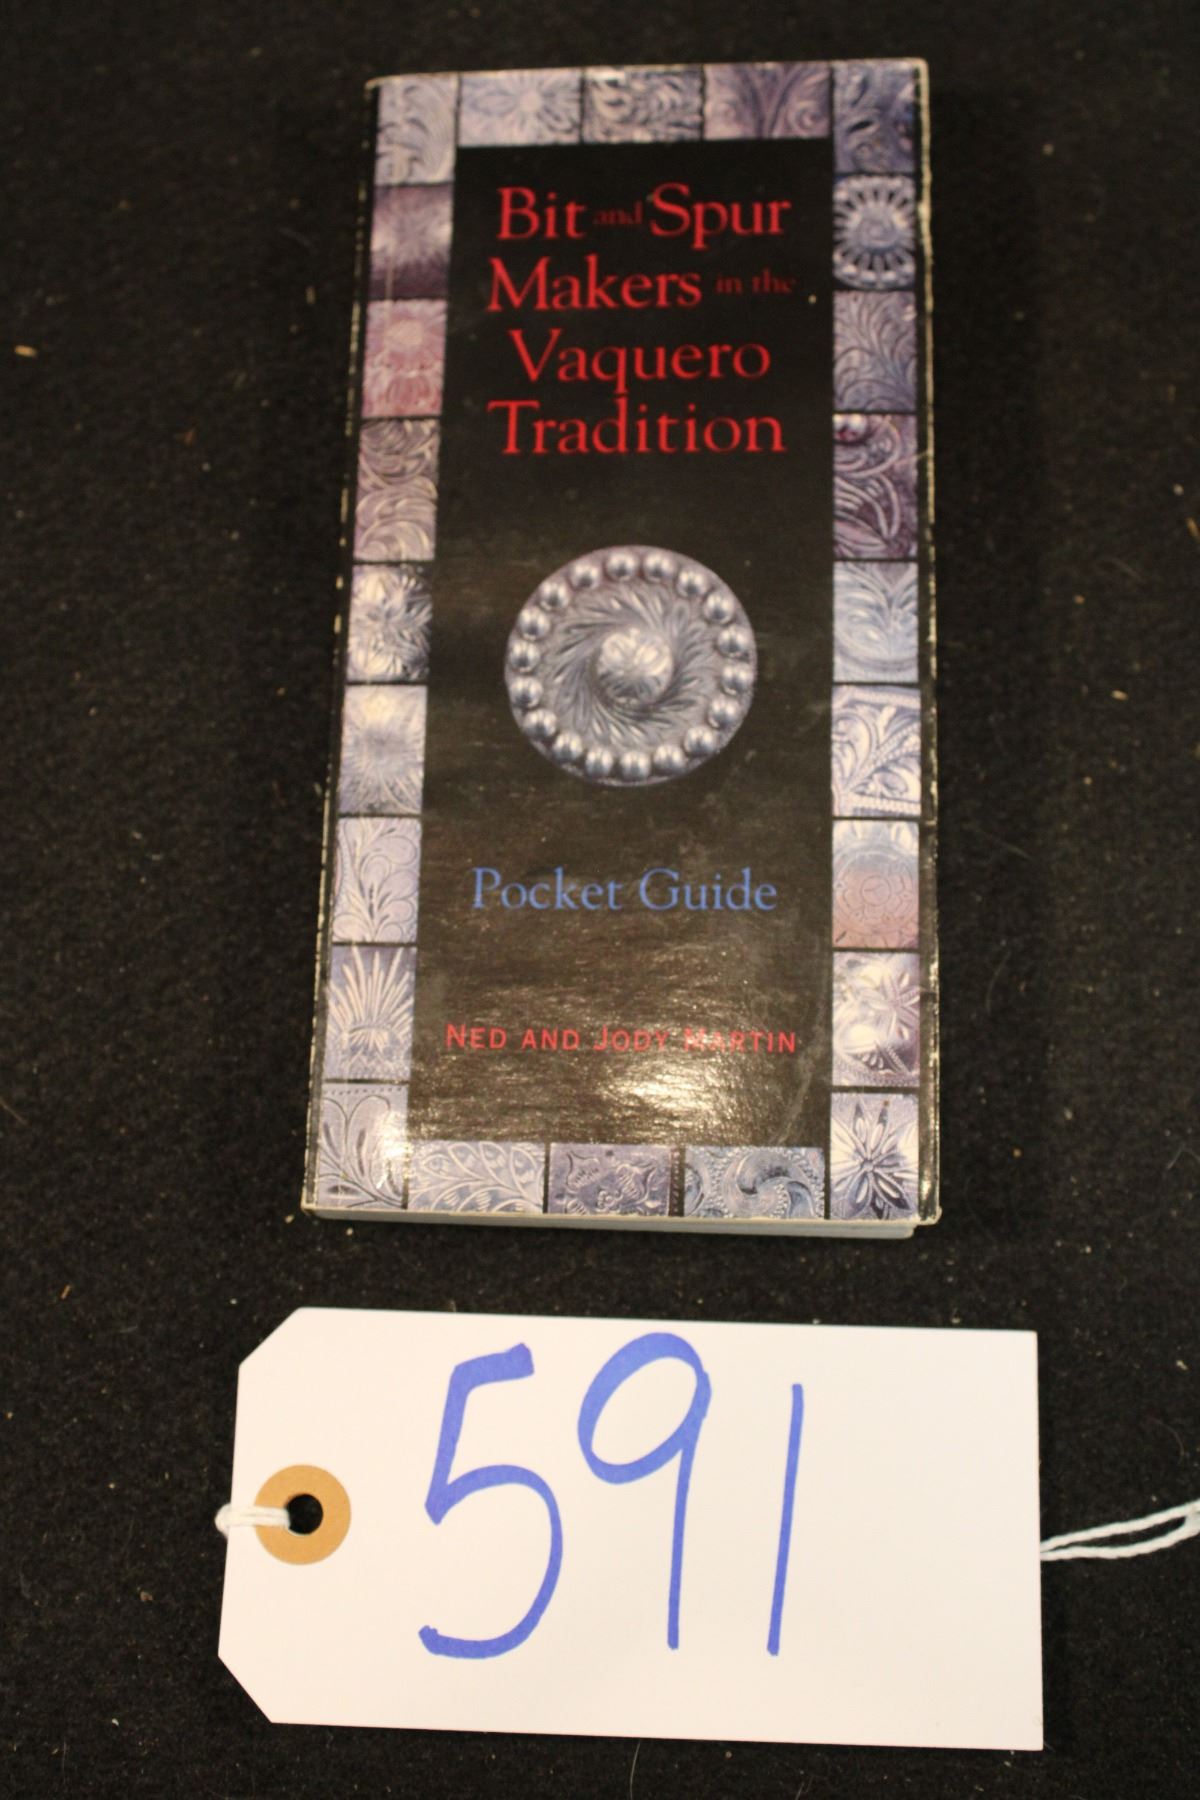 Bit and Spur
Makers in the
Vaquero
Tradition
Pocket Guide
NED AND JODY MARTIN
591